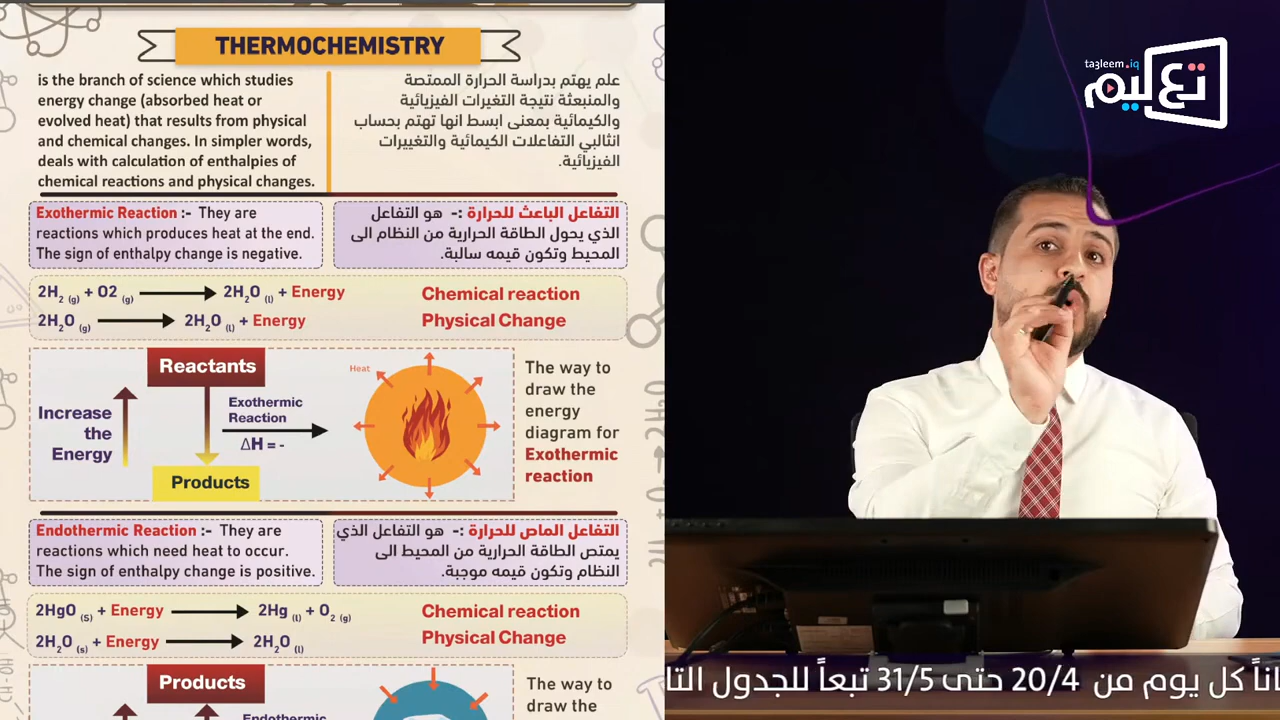 THERMOCHEMISTRY
is the branch of science which studies
energy change (absorbed heat or
evolved heat) that results from physical
and chemical changes. In simpler words,
deals with calculation of enthalpies of
chemical reactions and physical changes.
علم يهتم بدراسة الحرارة الممتصة
والمنبعثة نتيجة التغيرات الفيزيائية
والكيمائية بمعنى ابسط انها تهتم بحساب
انثالبي التفاعلات الكيمائية والتغييرات
الفيزيائية.
Exothermic Reaction :- They are
reactions which produces heat at the end.
The sign of enthalpy change is negative.
التفاعل الباعث للحرارة :- هو التفاعل
الذي يحول الطاقة الحرارية من النظام الى
المحيط وتكون قيمه سالبة.
2H2 (g) + O2 (g) ⟶ 2H2O (l) + Energy
Chemical reaction
2H2O (g) ⟶ 2H2O (l) + Energy
Physical Change
Reactants
Increase
the
Energy
Exothermic
Reaction
ΔH = -
Products
Heat
The way to
draw the
energy
diagram for
Exothermic
reaction
Endothermic Reaction :- They are
reactions which need heat to occur.
The sign of enthalpy change is positive.
التفاعل الماص للحرارة :- هو التفاعل الذي
يمتص الطاقة الحرارية من المحيط الى
النظام وتكون قيمه موجبة.
2HgO (S) + Energy ⟶ 2Hg (l) + O2 (g)
Chemical reaction
2H2O (s) + Energy ⟶ 2H2O (l)
Physical Change
Products
Endothermic
The way to
draw the
ta3leem.iq
تعليم
كل يوم من 20/4 حتى 31/5 تبعاً للجدول